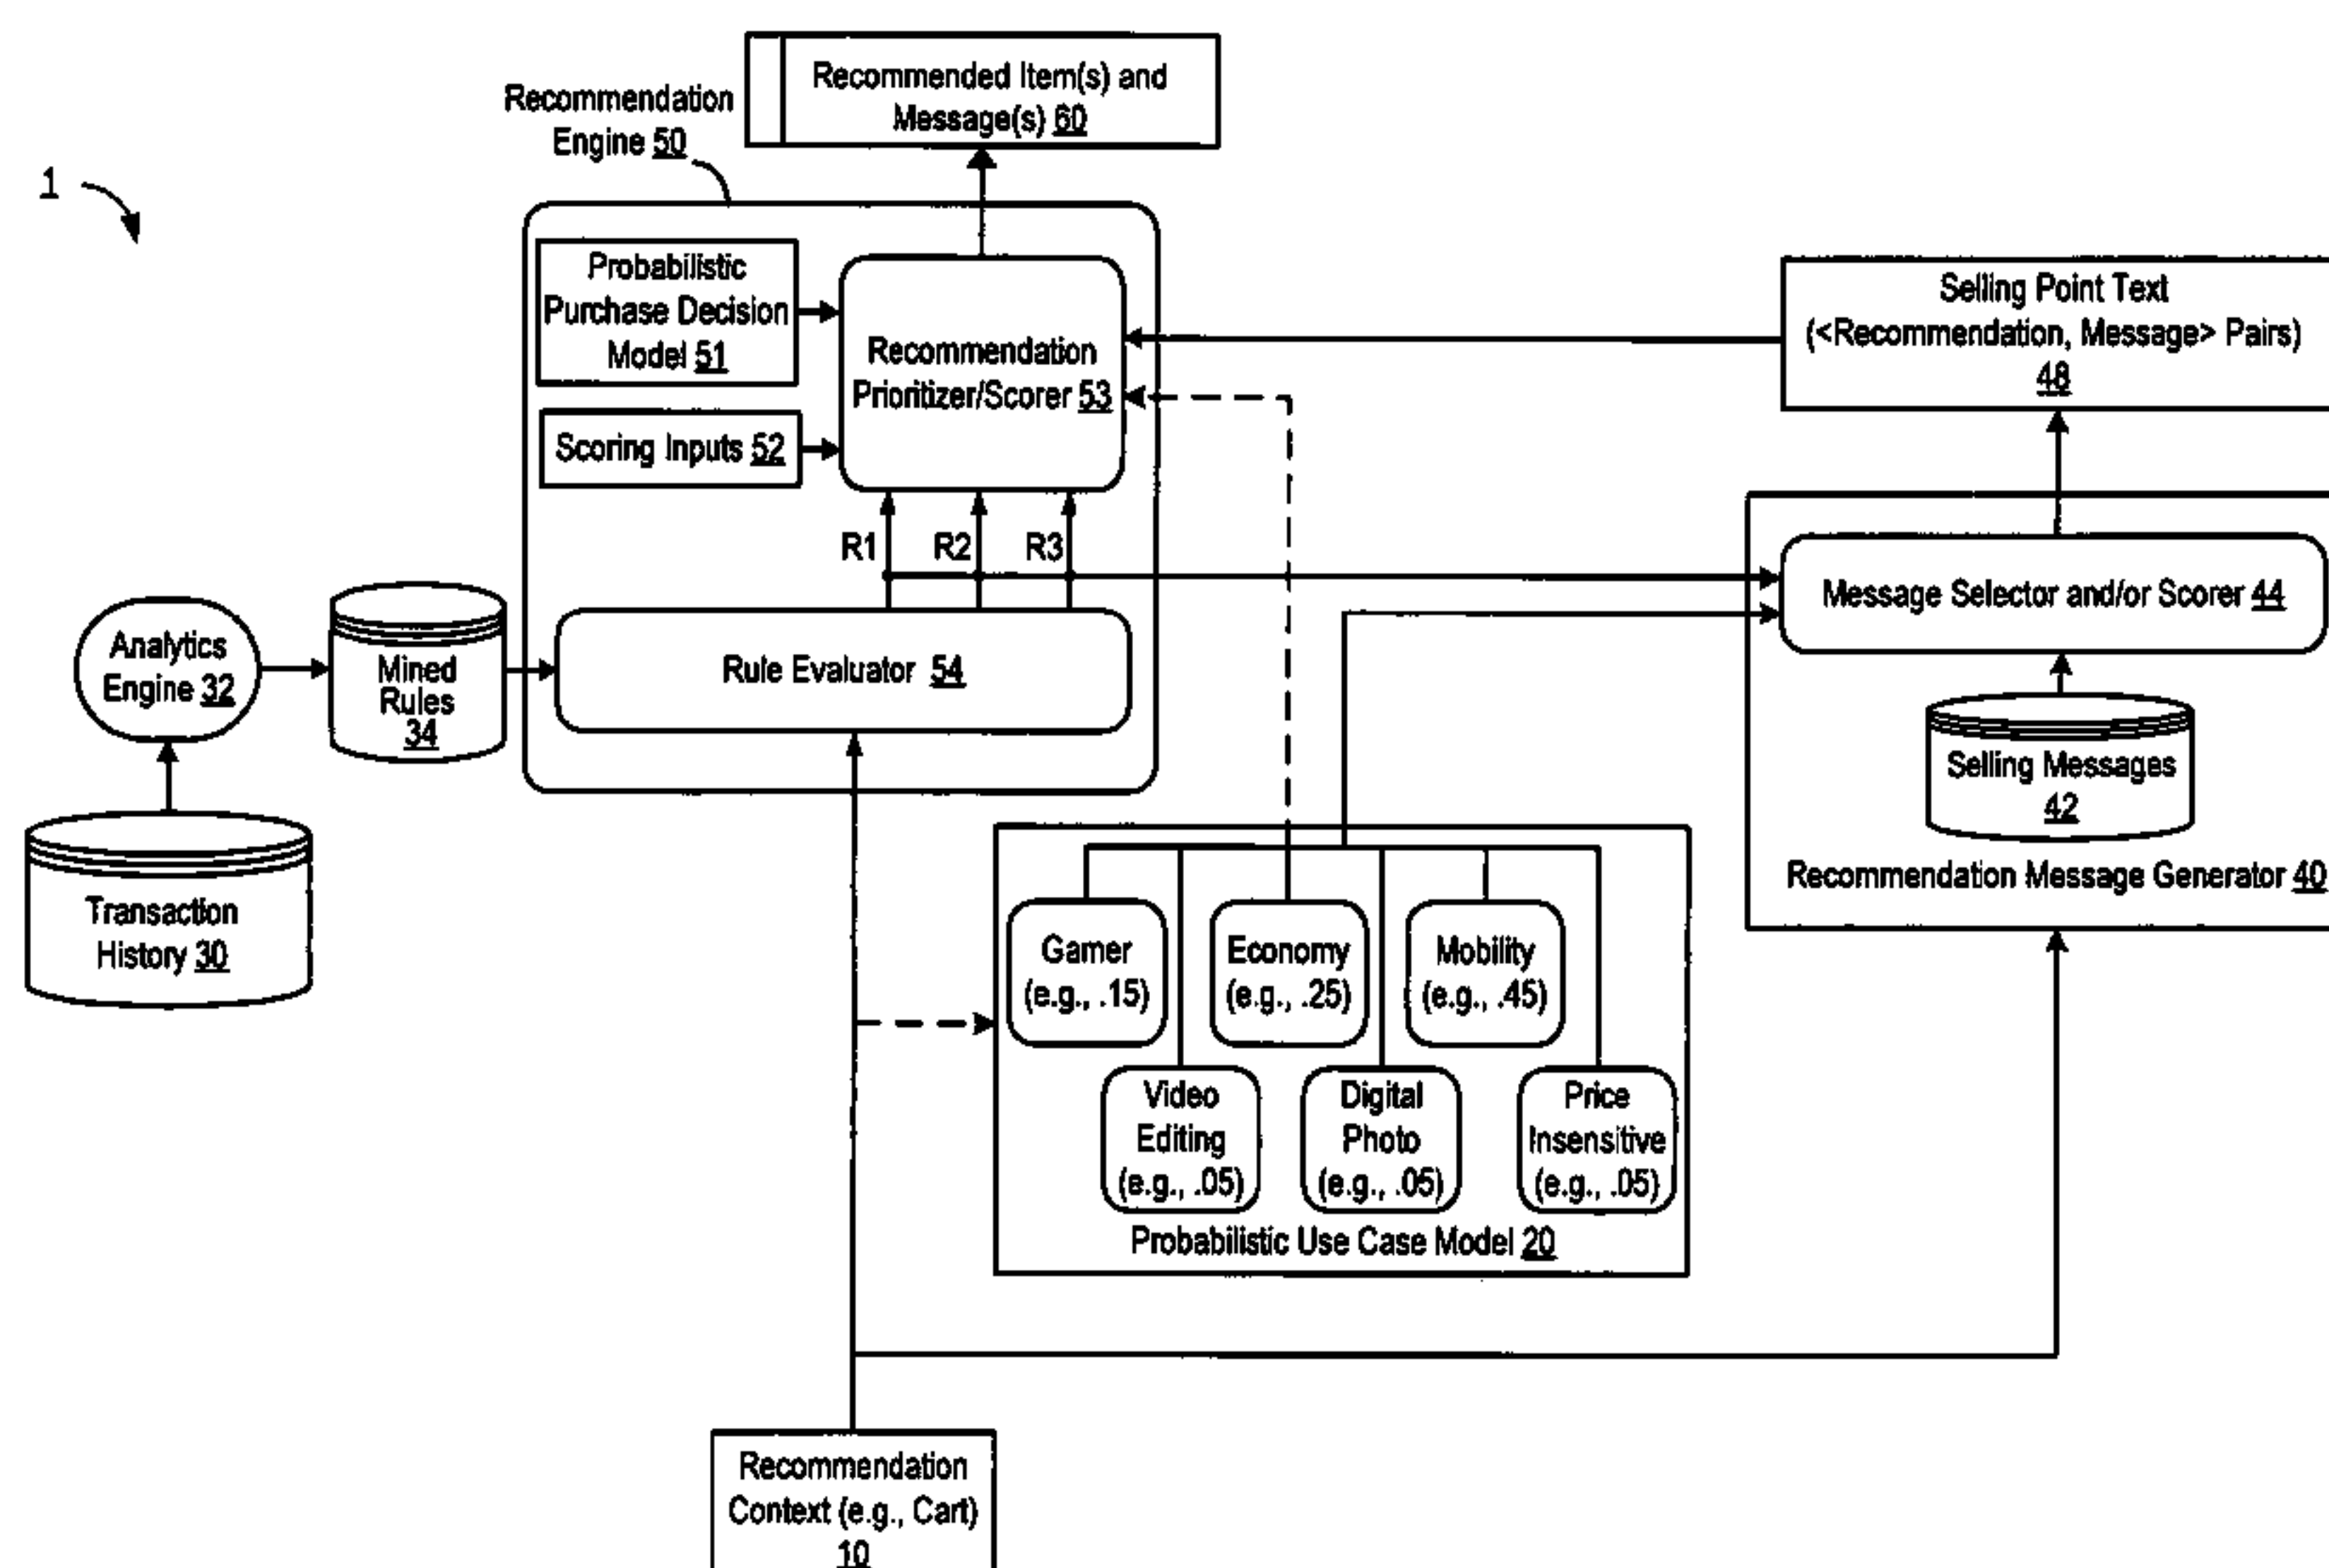 1
Recommendation
Engine 50
Recommended Item(s) and
Message(s) 60
Probabilistic
Purchase Decision
Model 51
Scoring Inputs 52
Recommendation
Prioritizer/Scorer 53
R1
R2
R3
Rule Evaluator 54
Analytics
Engine 32
Mined
Rules
34
Transaction
History 30
Selling Point Text
(<Recommendation, Message> Pairs)
48
Message Selector and/or Scorer 44
Selling Messages
42
Recommendation Message Generator 40
Gamer
(e.g., .15)
Economy
(e.g., .25)
Mobility
(e.g., .45)
Video
Editing
(e.g., .05)
Digital
Photo
(e.g., .05)
Price
Insensitive
(e.g., .05)
Probabilistic Use Case Model 20
Recommendation
Context (e.g., Cart)
10